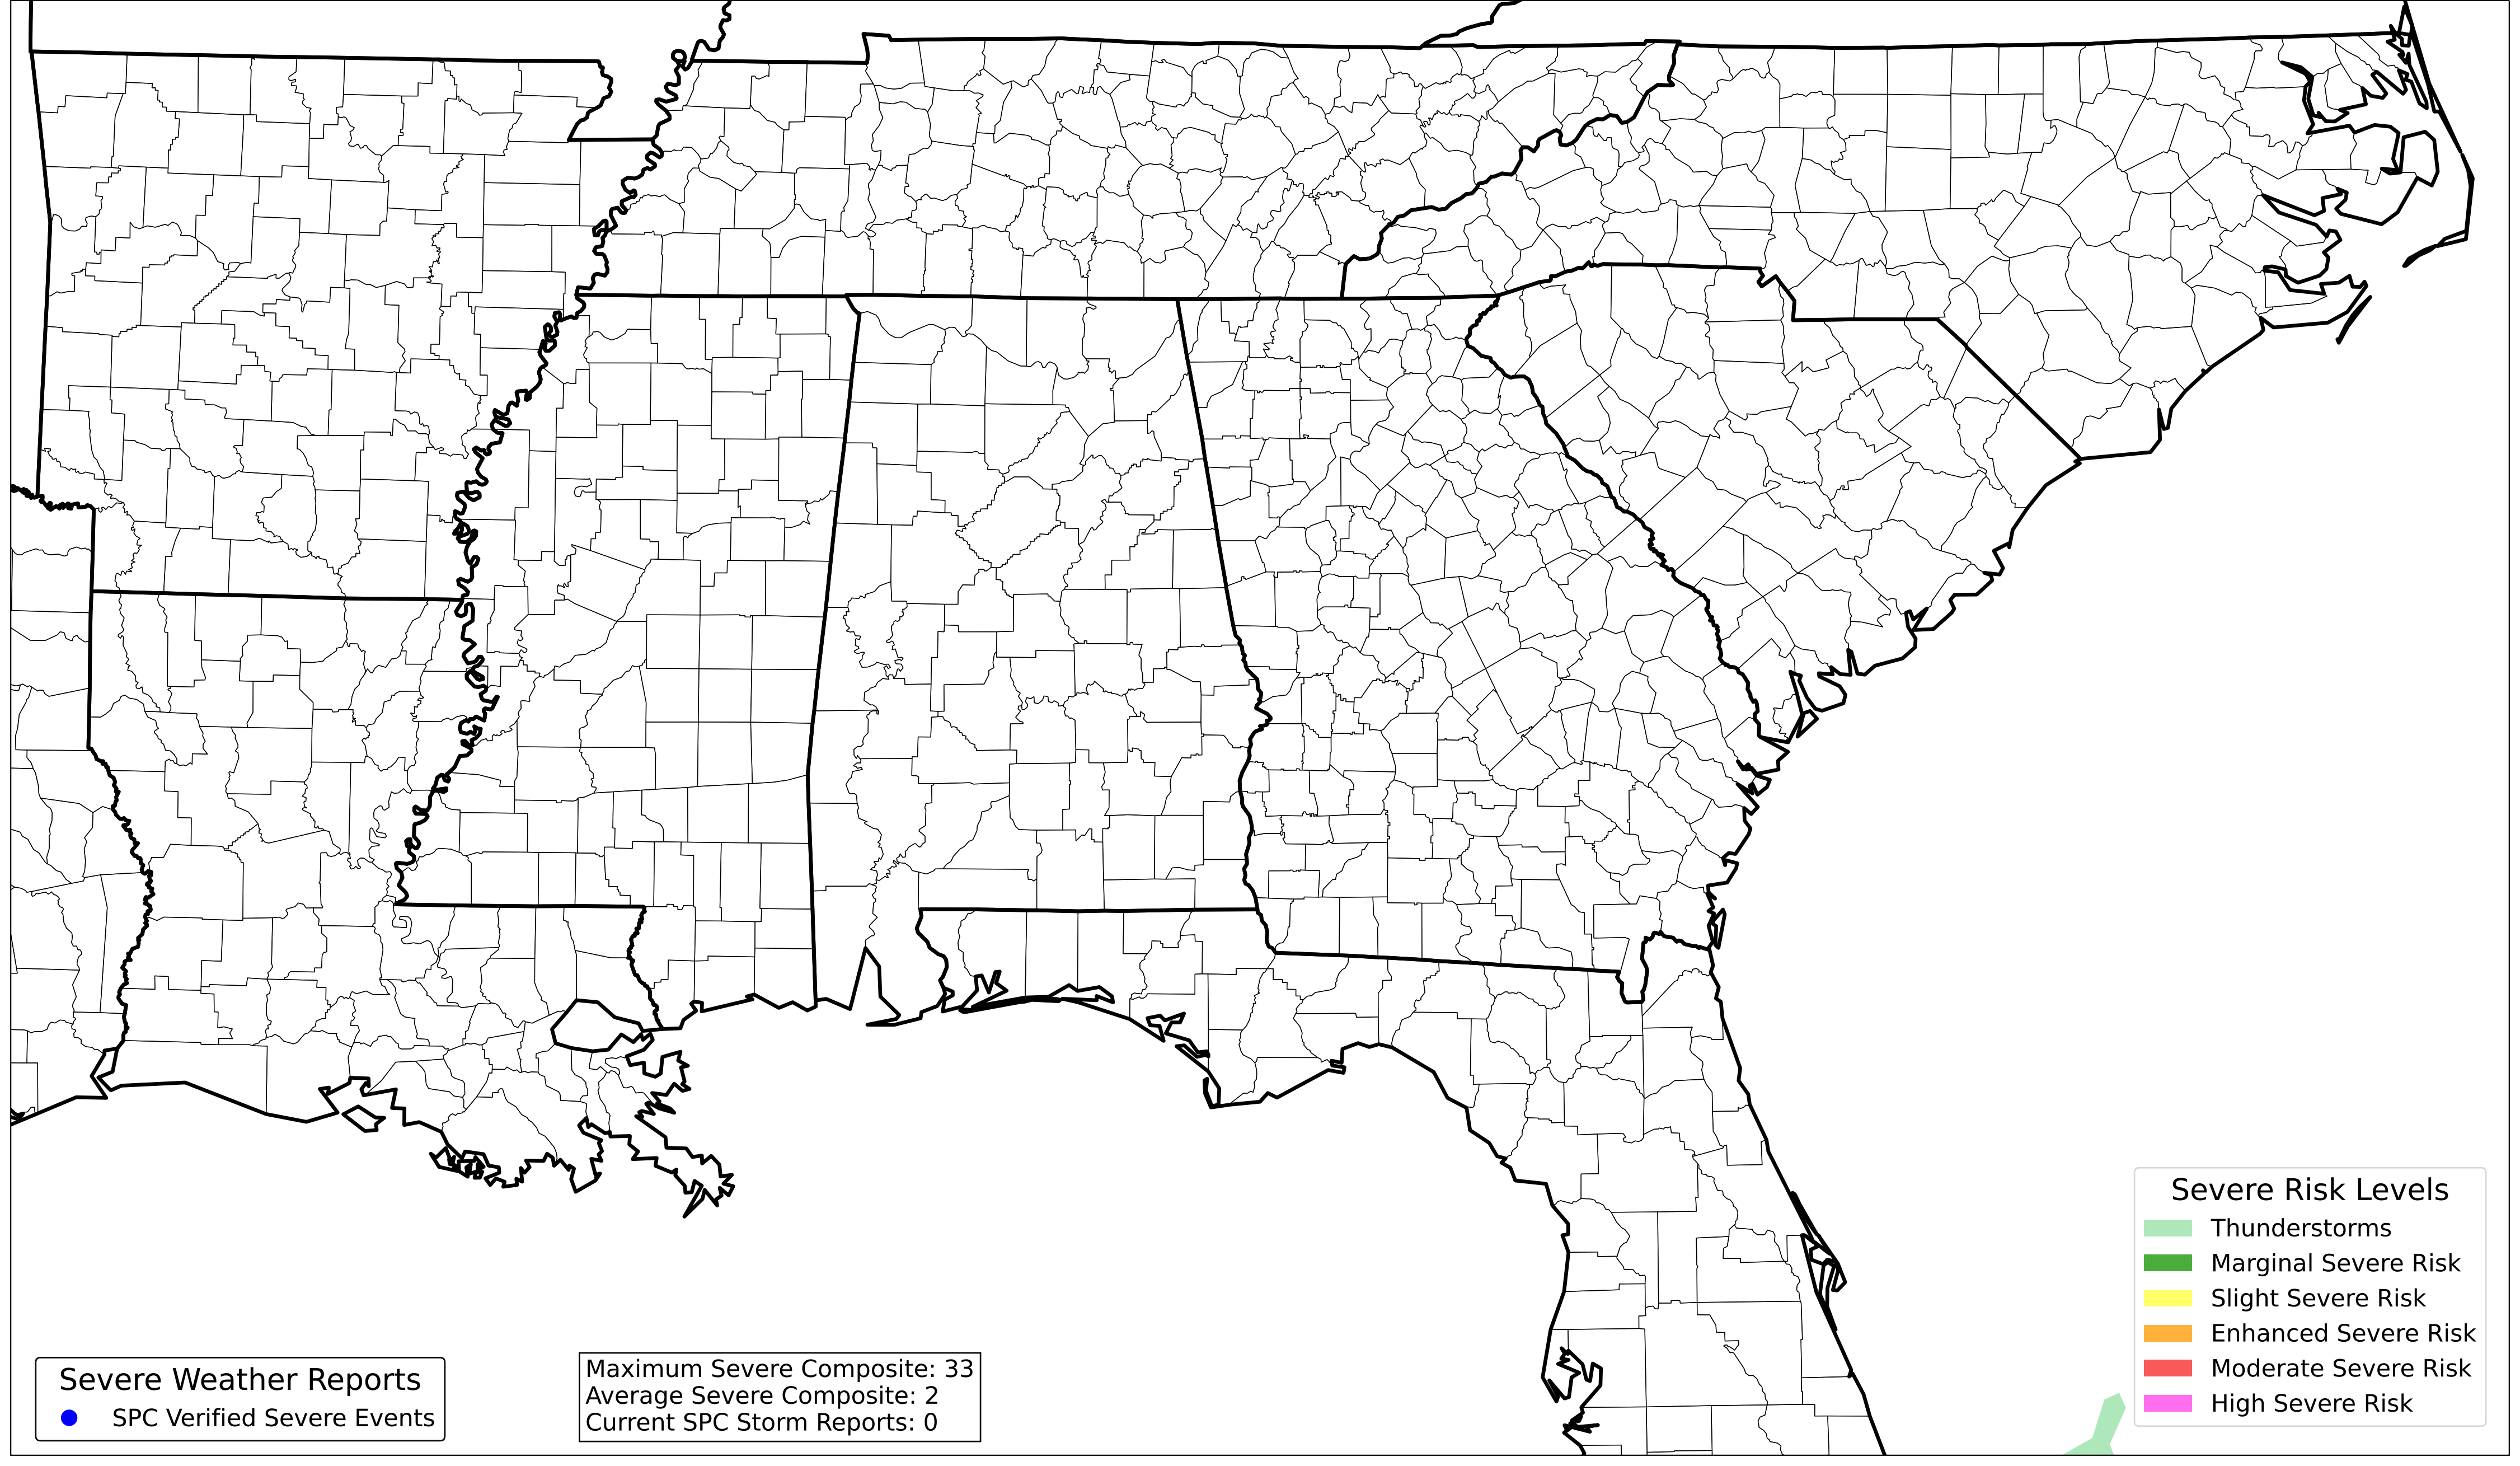 Severe Risk Levels
Thunderstorms
Marginal Severe Risk
Slight Severe Risk
Enhanced Severe Risk
Moderate Severe Risk
High Severe Risk
Severe Weather Reports
SPC Verified Severe Events
Maximum Severe Composite: 33
Average Severe Composite: 2
Current SPC Storm Reports: 0